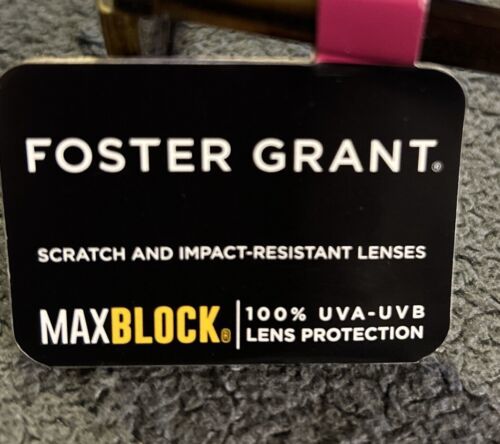 FOSTER GRANT®
SCRATCH AND IMPACT-RESISTANT LENSES
MAXBLOCK® 100% UVA-UVB
LENS PROTECTION